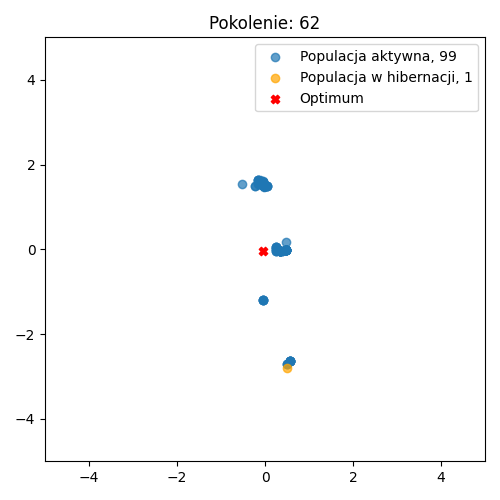 Pokolenie: 62
Populacja aktywna, 99
Populacja w hibernacji, 1
Optimum
4
2
0
−2
−4
−4
−2
0
2
4